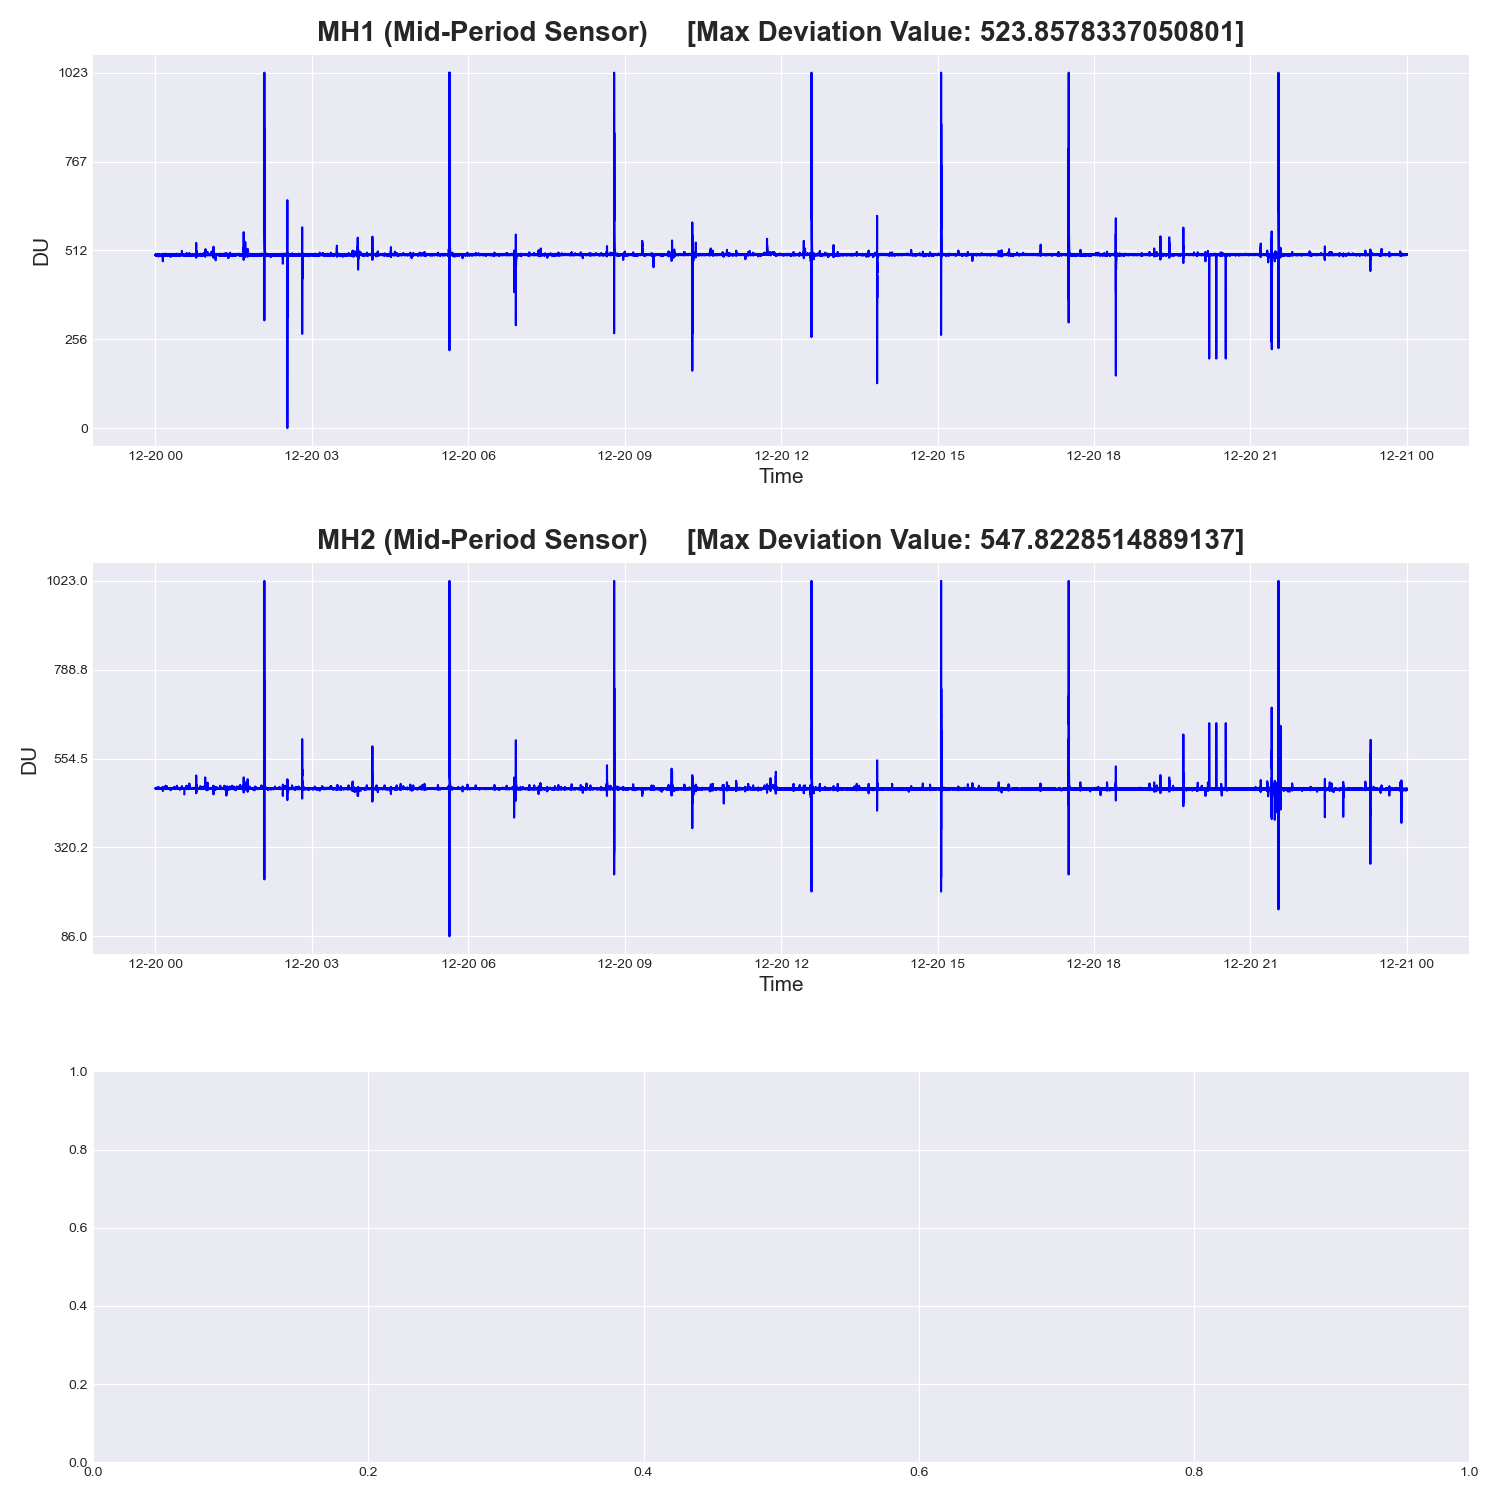 MH1 (Mid-Period Sensor) [Max Deviation Value: 523.8578337050801]
1023
767
512
256
0
DU
12-20 00 12-20 03 12-20 06 12-20 09 12-20 12 12-20 15 12-20 18 12-20 21 12-21 00
Time
MH2 (Mid-Period Sensor) [Max Deviation Value: 547.8228514889137]
1023.0
788.8
554.5
320.2
86.0
DU
12-20 00 12-20 03 12-20 06 12-20 09 12-20 12 12-20 15 12-20 18 12-20 21 12-21 00
Time
1.0
0.8
0.6
0.4
0.2
0.0
0.0 0.2 0.4 0.6 0.8 1.0